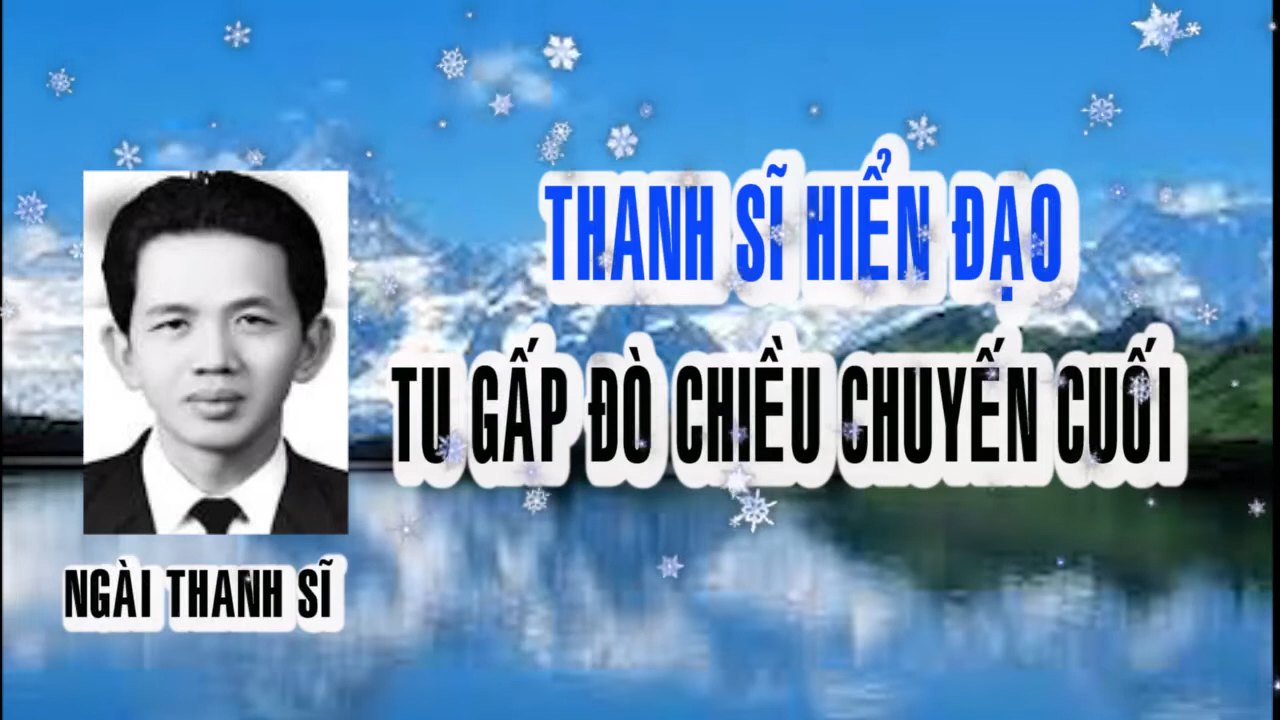 THANH SĨ HIỂN ĐẠO
TU GẤP ĐÒ CHIỀU CHUYẾN CUỐI
NGÀI THANH SĨ